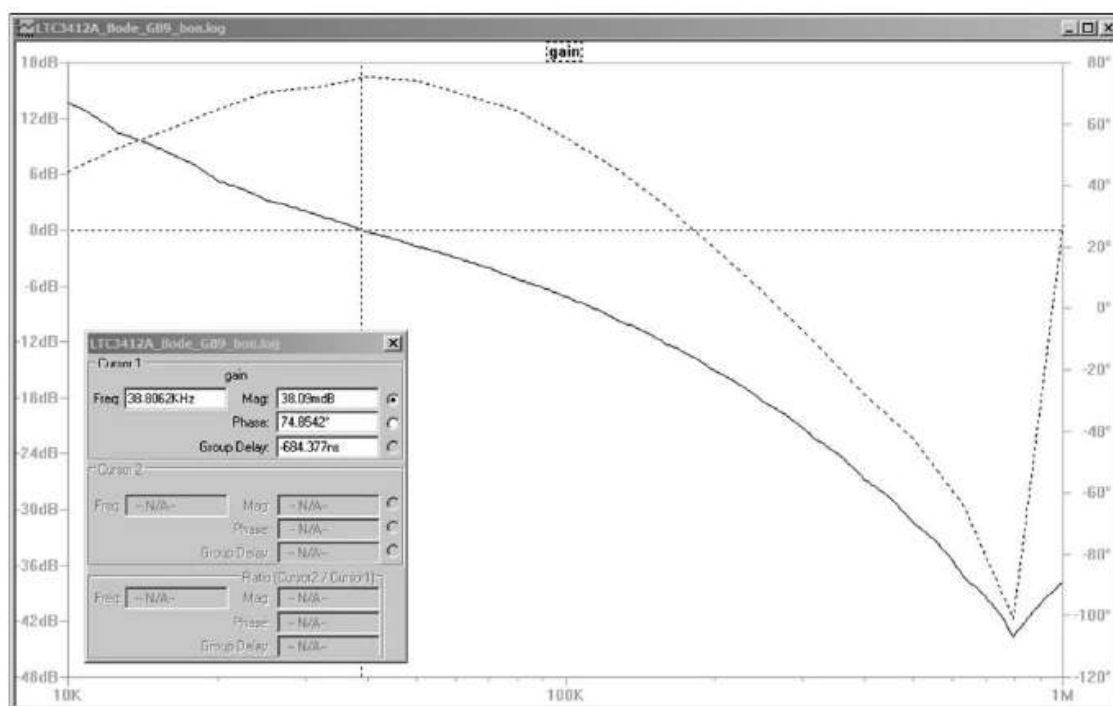 LTC3412A_Bode_G09_bon.log
gain
18dB
12dB
6dB
0dB
-6dB
-12dB
-18dB
-24dB
-30dB
-36dB
-42dB
-48dB
80°
60°
40°
20°
0°
-20°
-40°
-60°
-80°
-100°
-120°
10K 100K 1M
LTC3412A_Bode_G09_bon.log
Cursor 1
gain
Freq: 38.8062KHz Mag: 38.09mdB
Phase: 74.8542°
Group Delay: -684.377ns
Cursor 2
Freq: --N/A-- Mag: --N/A--
Phase: --N/A--
Group Delay: --N/A--
Ratio (Cursor2 / Cursor1)
Freq: --N/A-- Mag: --N/A--
Phase: --N/A--
Group Delay: --N/A--